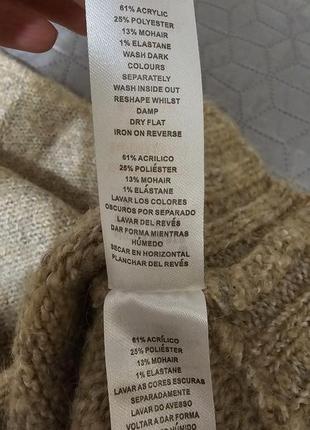 61% ACRYLIC
25% POLYESTER
13% MOHAIR
1% ELASTANE
WASH DARK
COLOURS
SEPARATELY
WASH INSIDE OUT
RESHAPE WHILST
DAMP
DRY FLAT
IRON ON REVERSE
61% ACRILICO
25% POLIÉSTER
13% MOHAIR
1% ELÁSTANE
LAVAR LOS COLORES
OSCUROS POR SEPARADO
LAVAR DEL REVÉS
DAR FORMA MIENTRAS
HÚMEDO
SECAR EN HORIZONTAL
PLANCHAR DEL REVÉS
61% ACRÍLICO
25% POLIÉSTER
13% MOHAIR
1% ELASTANE
LAVAR AS CORES ESCURAS
SEPARADAMENTE
LAVAR DO AVESSO
VOLTAR A DAR FORMA